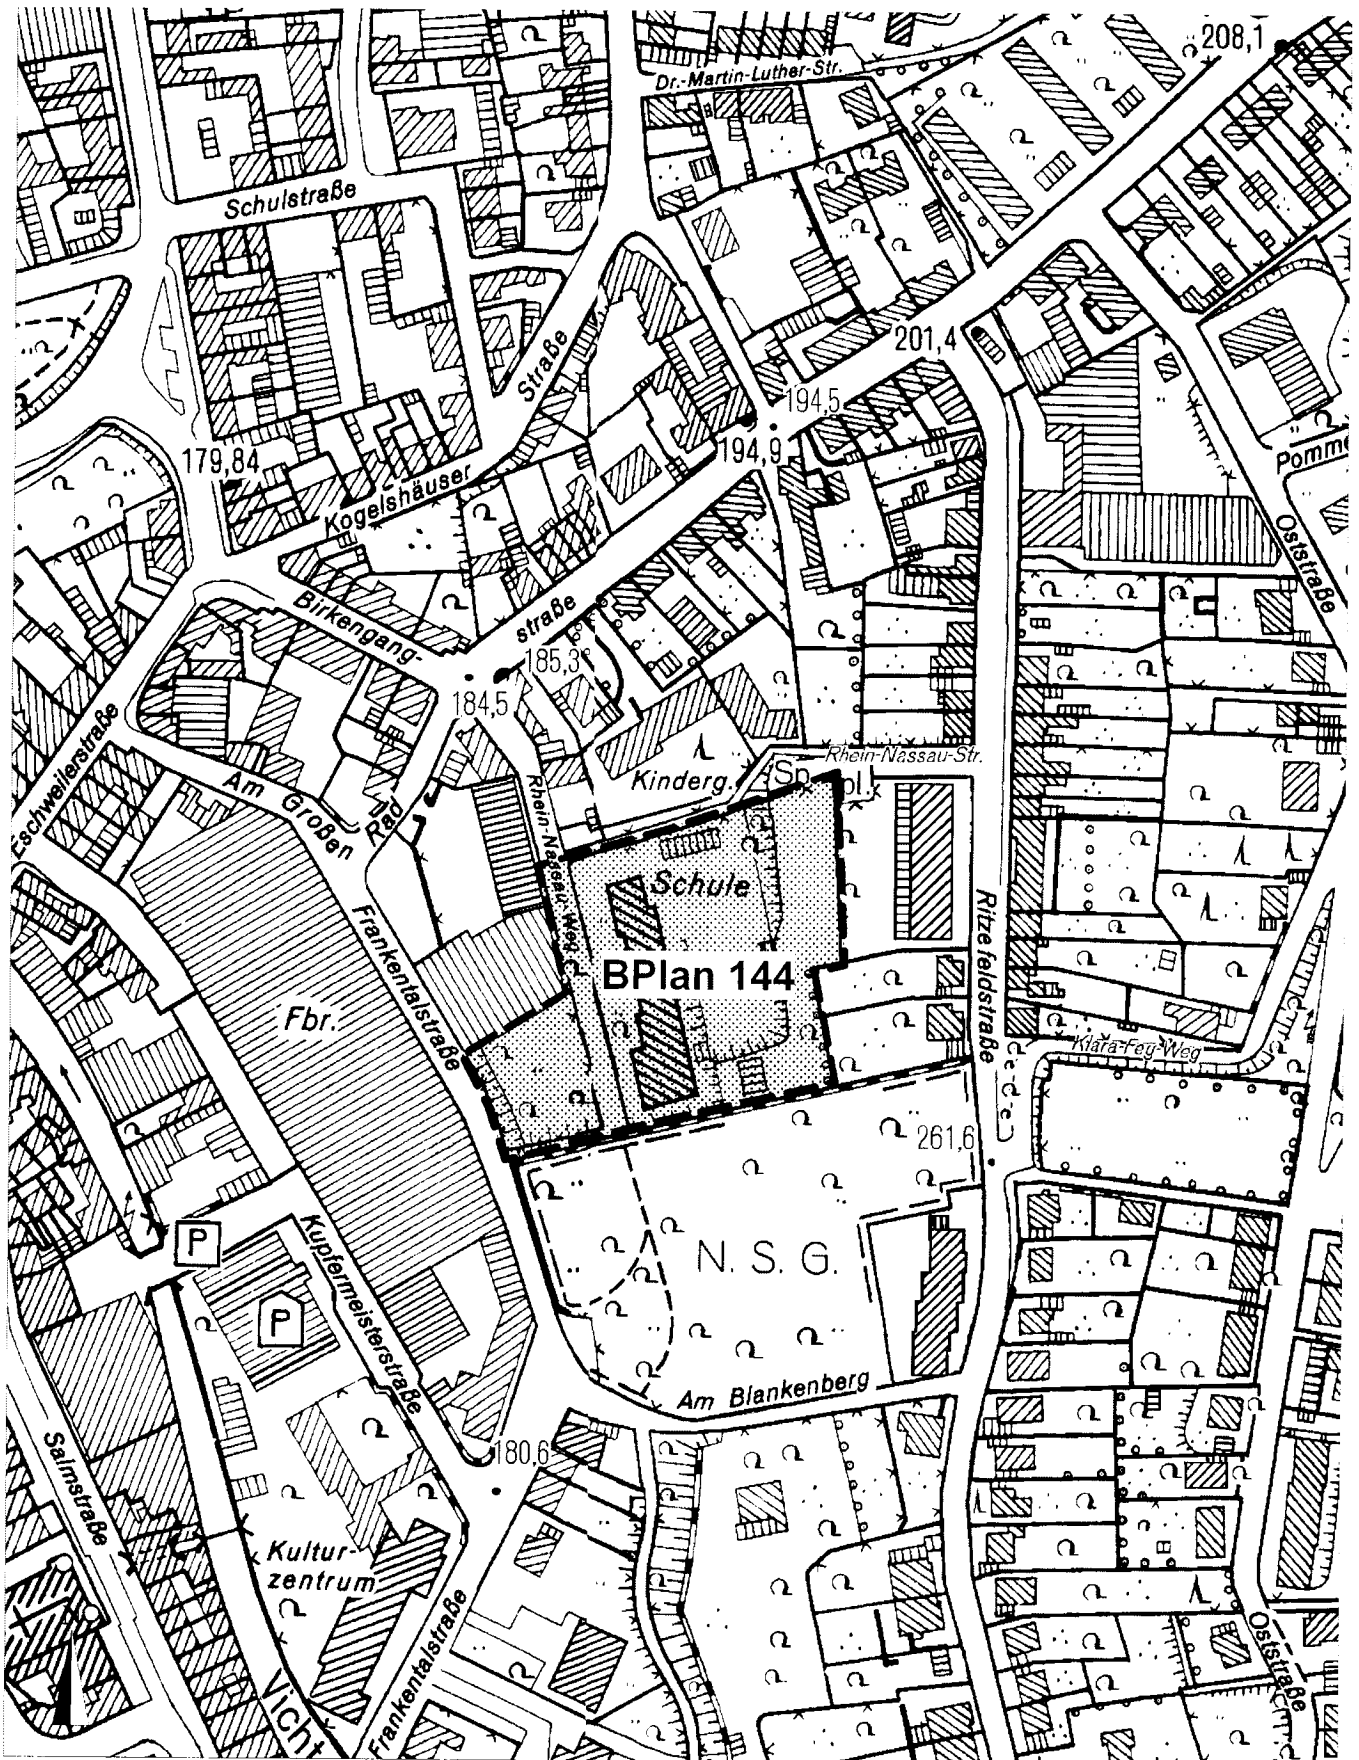 208,1
Dr.-Martin-Luther-Str.
Schulstraße
Straße
201,4
194,5
194,9
179,84
Kogelshäuser
Pomme
Oststraße
Birkengang-
straße
185,3
184,5
Eschweilerstraße
Am Großen
Rad
Rhein-Nassau-Str.
Kinderg.
Sp.
pl.
Rhein-Nassau-Weg
Schule
Ritzefeldstraße
Frankentalstraße
BPlan 144
Fbr.
Klara-Fey-Weg
261,6
P
Kupfermeisterstraße
N. S. G.
P
Am Blankenberg
Salmstraße
180,6
Kultur-
zentrum
Frankentalstraße
Oststraße
Vicht